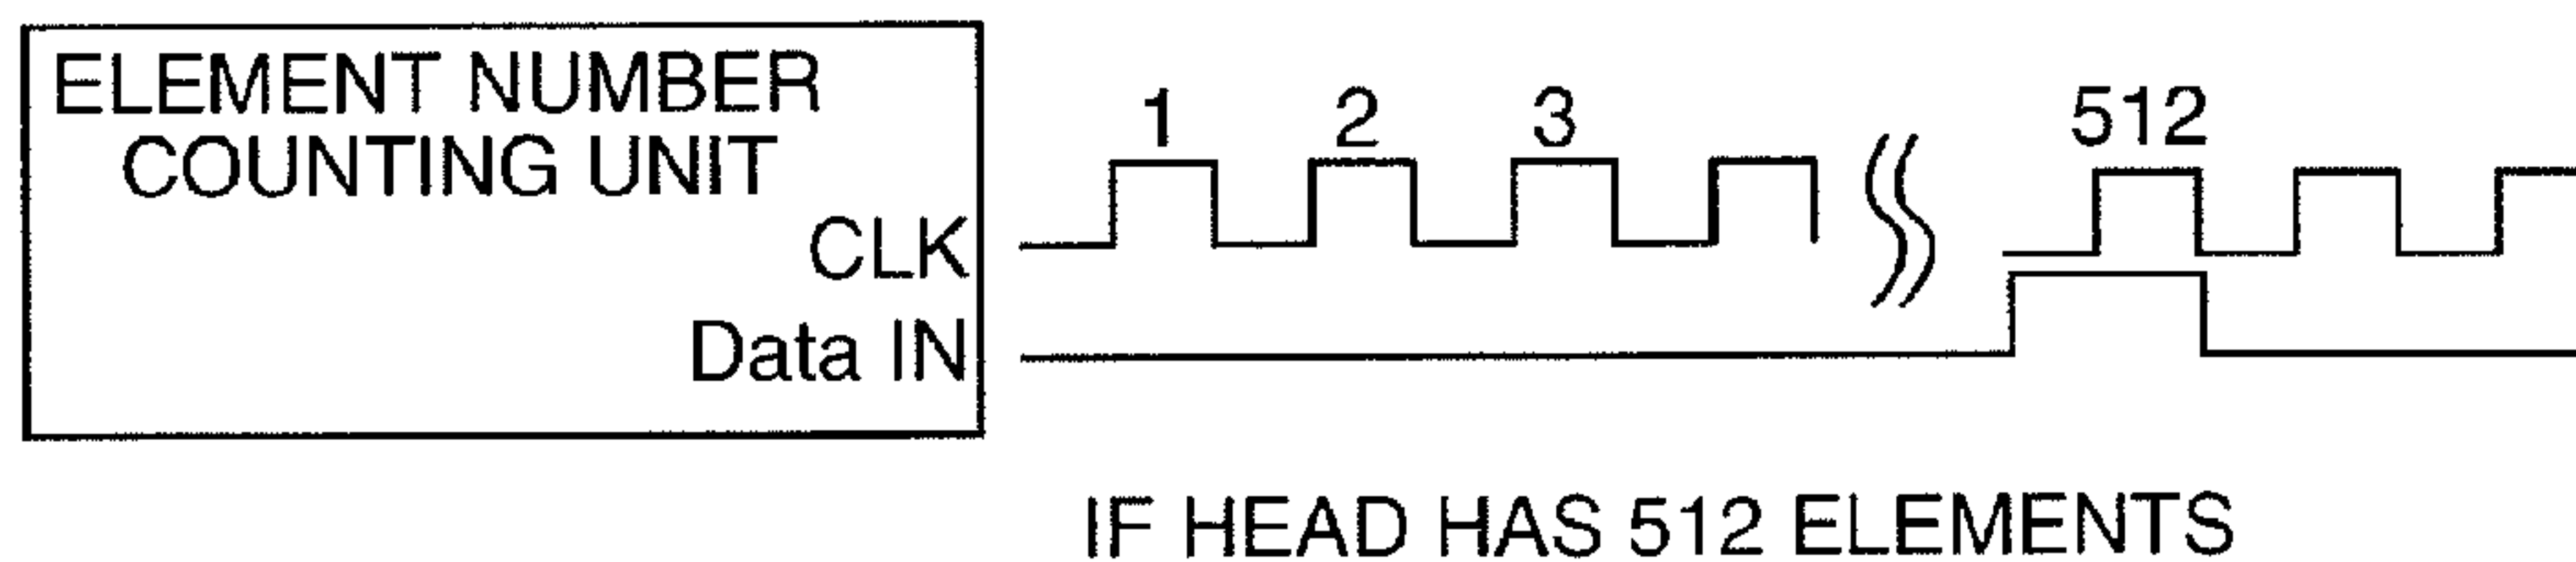 ELEMENT NUMBER
COUNTING UNIT
CLK
Data IN
1 2 3 512
IF HEAD HAS 512 ELEMENTS